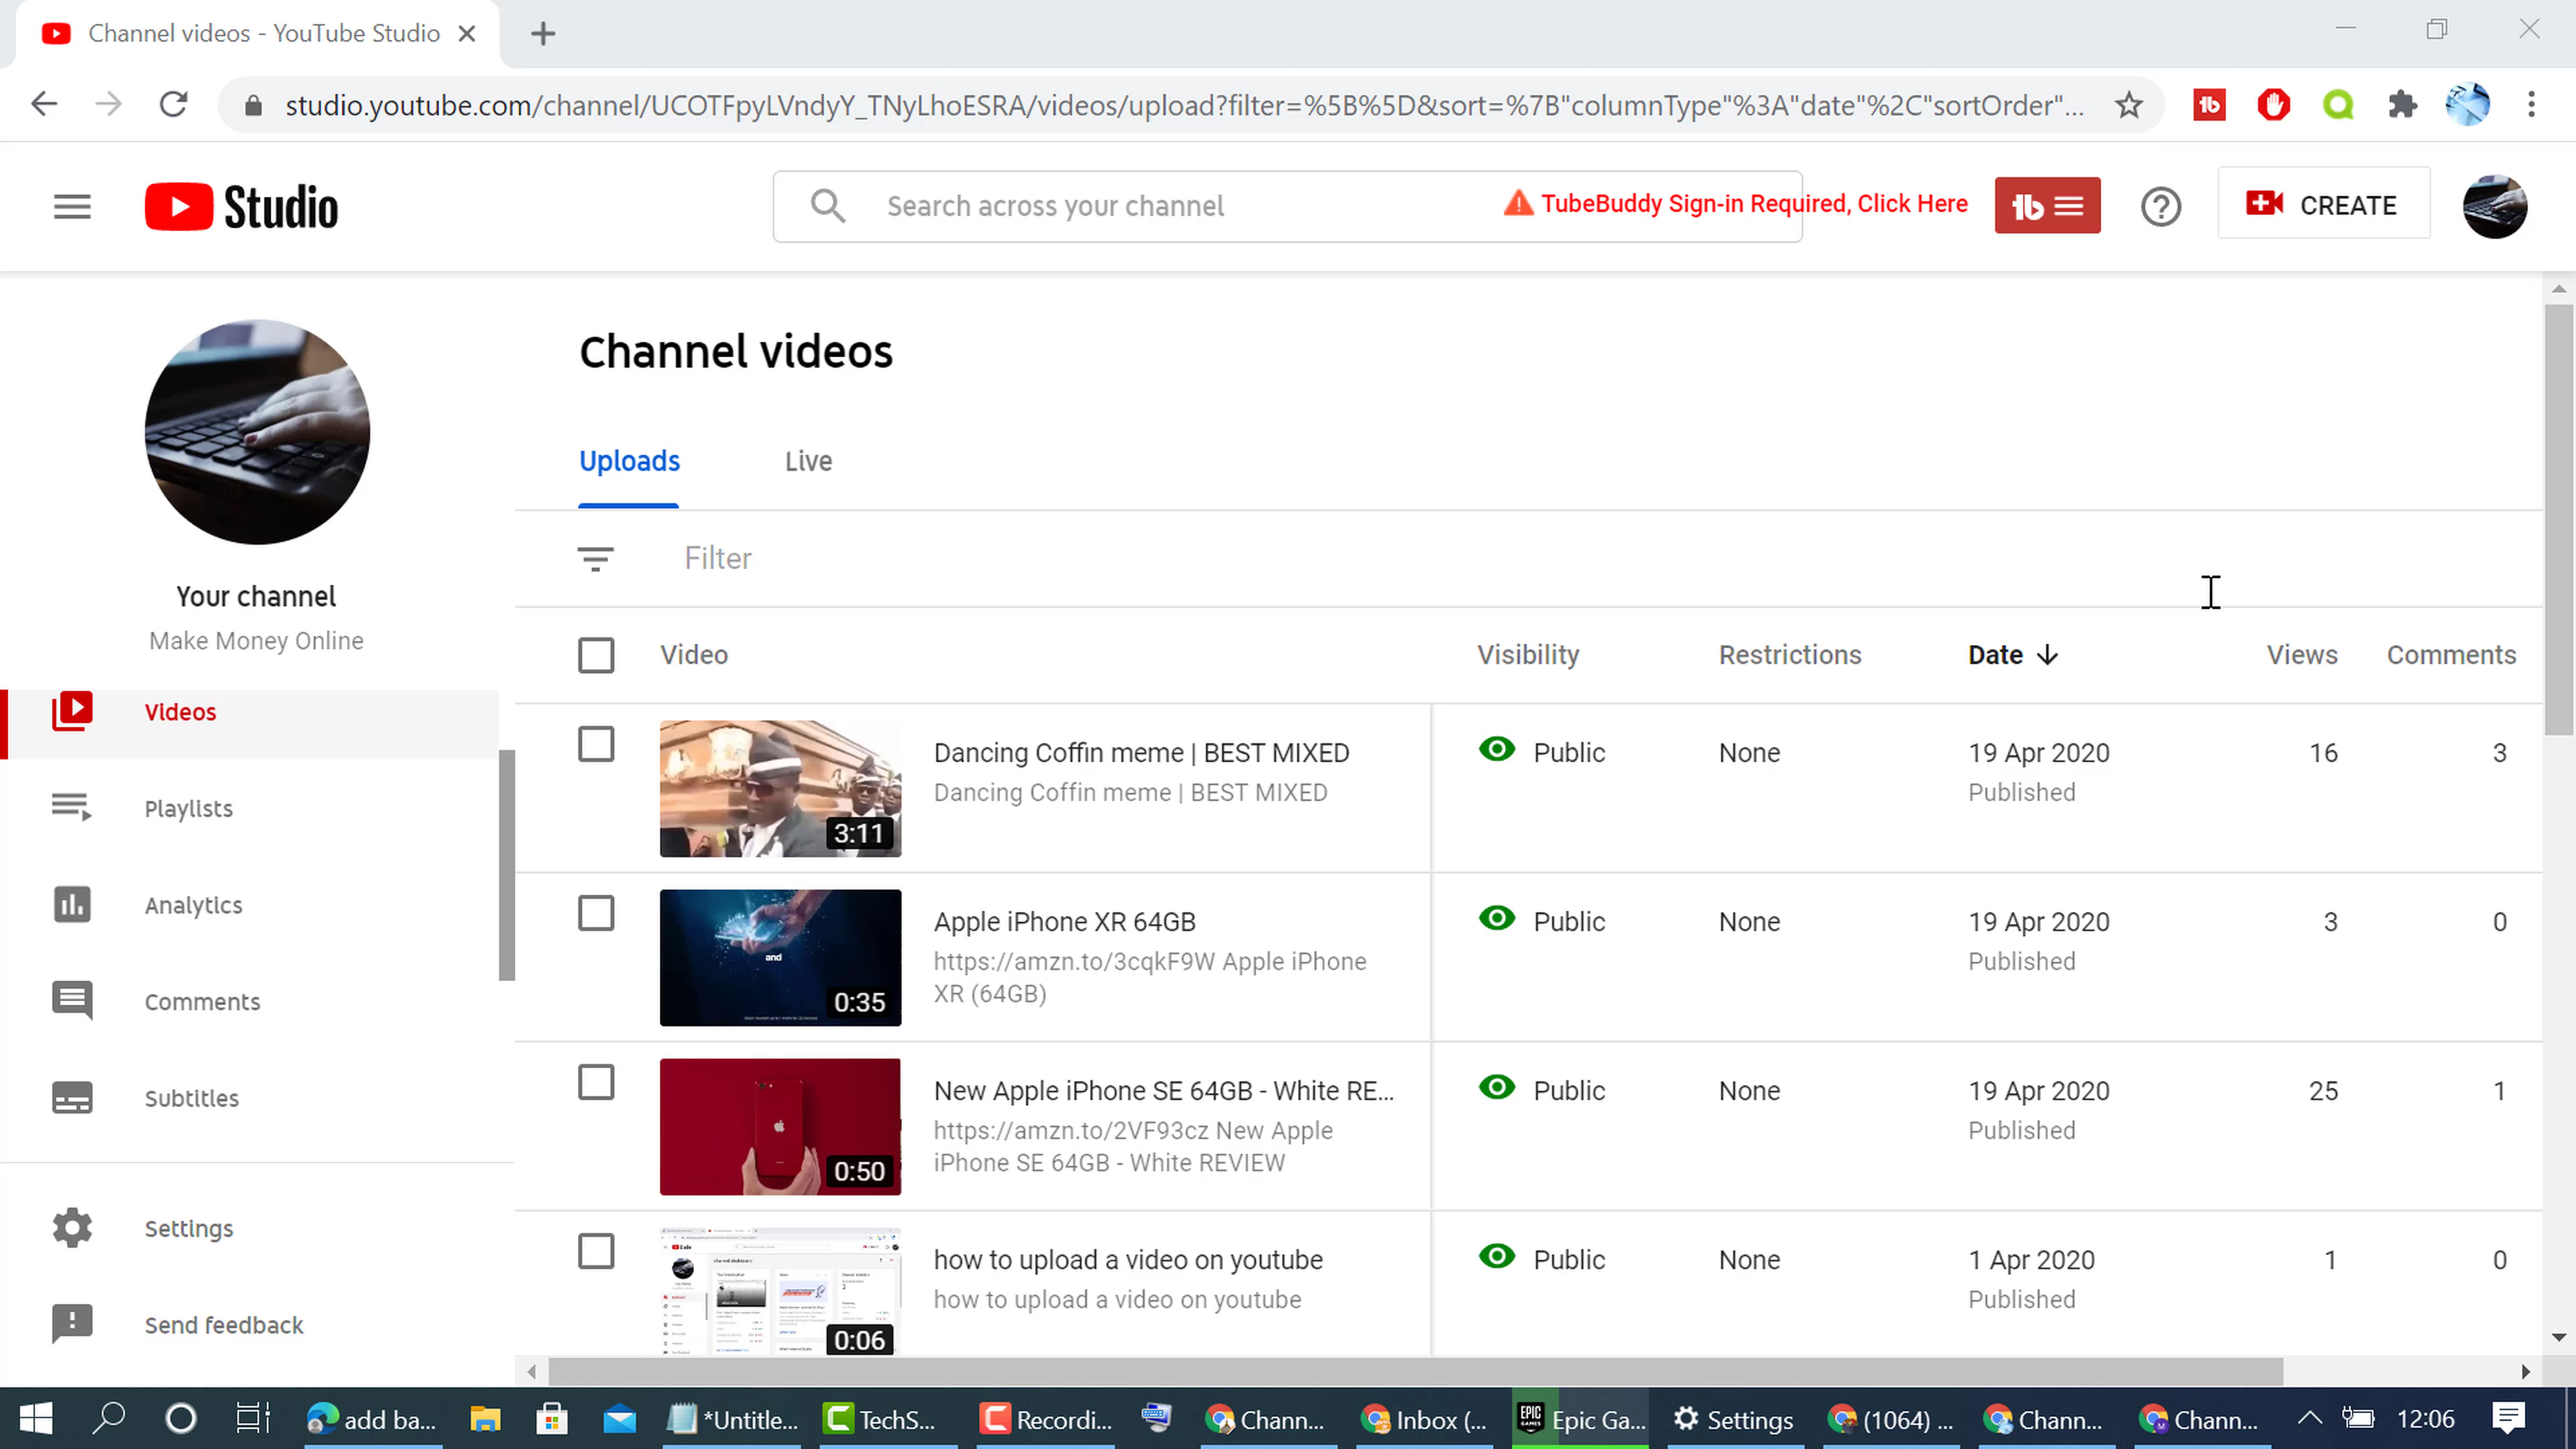 Channel videos - YouTube Studio
studio.youtube.com/channel/UCOTFpyLVndyY_TNyLhoESRA/videos/upload?filter=%5B%5D&sort=%7B"columnType"%3A"date"%2C"sortOrder"...
Studio
Search across your channel
TubeBuddy Sign-in Required, Click Here
CREATE
Your channel
Make Money Online
Videos
Playlists
Analytics
Comments
Subtitles
Settings
Send feedback
Channel videos
Uploads Live
Filter
Video Visibility Restrictions Date Views Comments
Dancing Coffin meme | BEST MIXED Public None 19 Apr 2020 16 3
Dancing Coffin meme | BEST MIXED Published
3:11
Apple iPhone XR 64GB Public None 19 Apr 2020 3 0
https://amzn.to/3cqkF9W Apple iPhone Published
XR (64GB)
and
0:35
New Apple iPhone SE 64GB - White RE... Public None 19 Apr 2020 25 1
https://amzn.to/2VF93cz New Apple Published
iPhone SE 64GB - White REVIEW
0:50
how to upload a video on youtube Public None 1 Apr 2020 1 0
how to upload a video on youtube Published
0:06
add ba... *Untitle... TechS... Recordi... Chann... Inbox (... EPIC GAMES Epic Ga... Settings (1064) ... Chann... Chann... 12:06